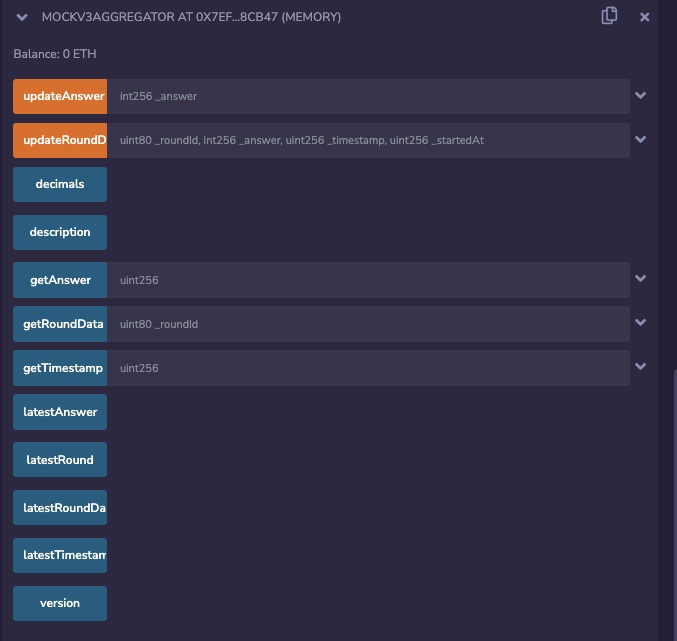 MOCKV3AGGREGATOR AT 0X7EF...8CB47 (MEMORY)
Balance: 0 ETH
updateAnswer int256 _answer
updateRoundD uint80 _roundId, int256 _answer, uint256 _timestamp, uint256 _startedAt
decimals
description
getAnswer uint256
getRoundData uint80 _roundId
getTimestamp uint256
latestAnswer
latestRound
latestRoundDa
latestTimestam
version